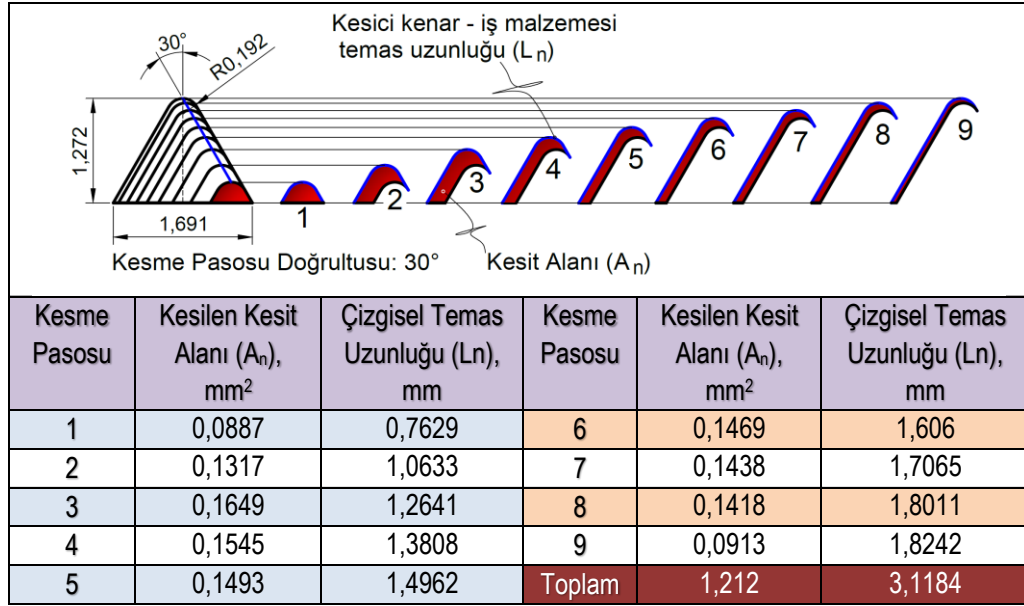 Kesici kenar - iş malzemesi
temas uzunluğu (Ln)
30°
R0,192
1,272
1,691
1
2
3
4
5
6
7
8
9
Kesme Pasosu Doğrultusu: 30°
Kesit Alanı (An)
Kesme Pasosu | Kesilen Kesit Alanı (An), mm2 | Çizgisel Temas Uzunluğu (Ln), mm | Kesme Pasosu | Kesilen Kesit Alanı (An), mm2 | Çizgisel Temas Uzunluğu (Ln), mm
1 | 0,0887 | 0,7629 | 6 | 0,1469 | 1,606
2 | 0,1317 | 1,0633 | 7 | 0,1438 | 1,7065
3 | 0,1649 | 1,2641 | 8 | 0,1418 | 1,8011
4 | 0,1545 | 1,3808 | 9 | 0,0913 | 1,8242
5 | 0,1493 | 1,4962 | Toplam | 1,212 | 3,1184